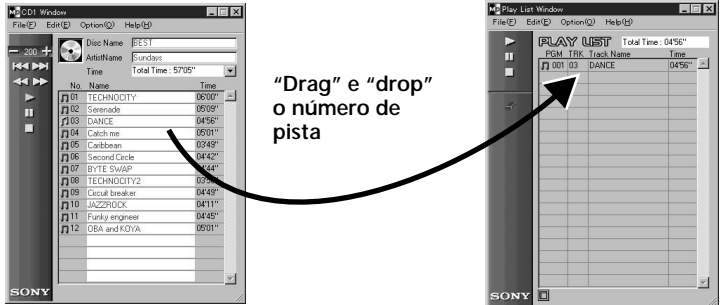 CD1 Window
File(F) Edit(E) Option(O) Help(H)
200
Disc Name BEST
ArtistName Sundays
Time Total Time : 57'05"
No. Name Time
01 TECHNOCITY 06'00"
02 Serenade 05'09"
03 DANCE 04'56"
04 Catch me 05'01"
05 Caribbean 03'49"
06 Second Circle 04'42"
07 BYTE SWAP 04'44"
08 TECHNOCITY2
09 Circuit breaker 04'49"
10 JAZZROCK 04'11"
11 Funky engineer 04'45"
12 OBA and KOYA 05'01"
SONY
"Drag" e "drop"
o número de
pista
Play List Window
File(F) Edit(E) Option(O) Help(H)
PLAY LIST Total Time : 04'56"
PGM TRK Track Name Time
001 03 DANCE 04'56"
SONY